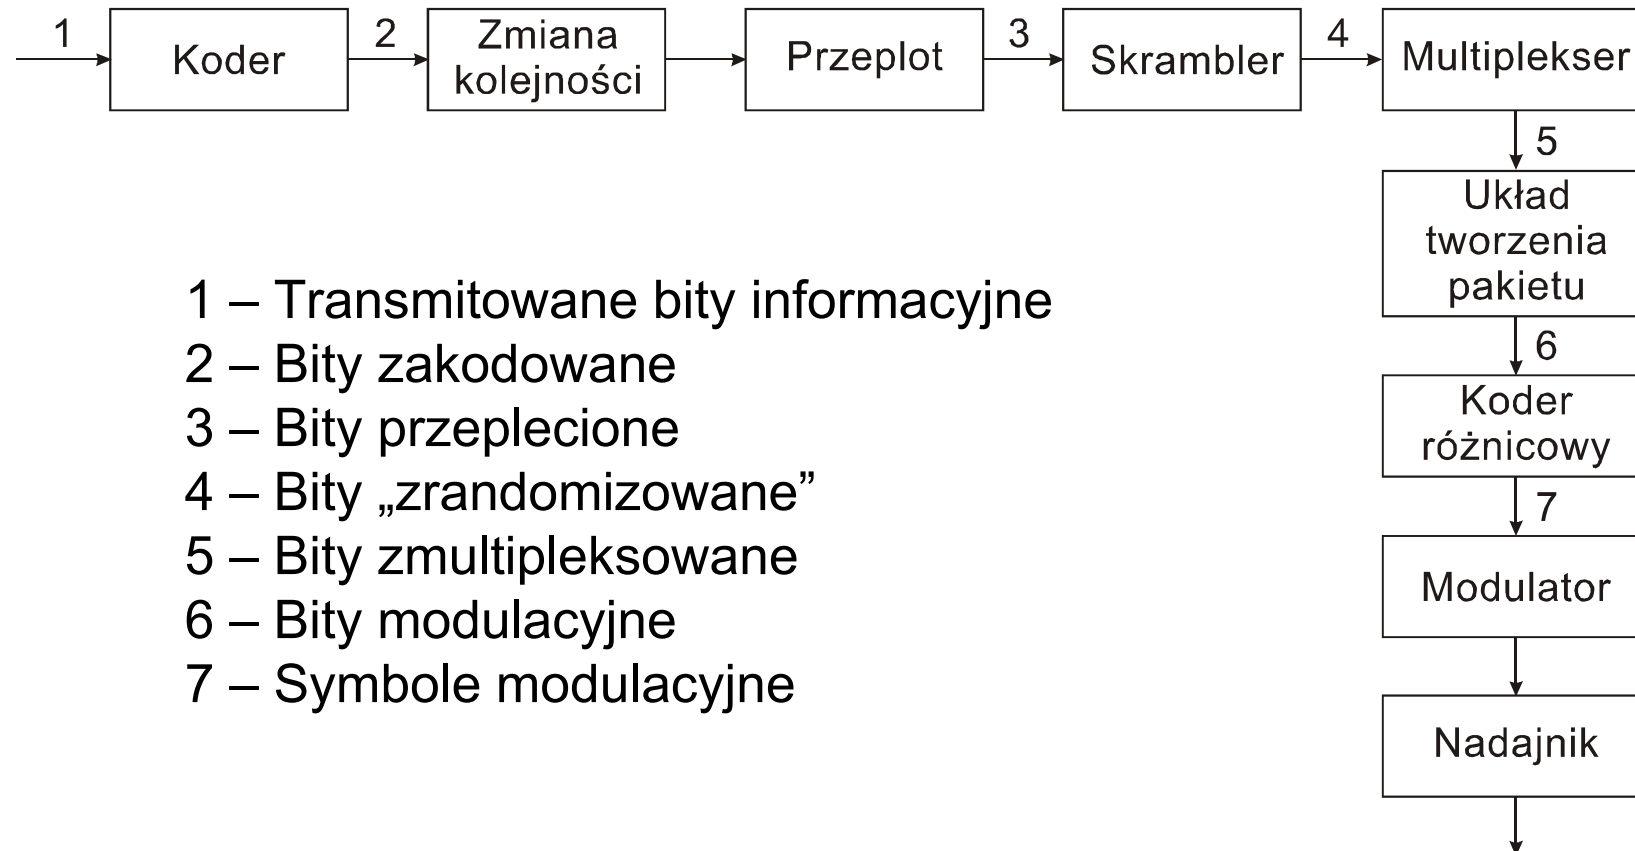 1
Koder
2
Zmiana
kolejności
Przeplot
3
Skrambler
4
Multiplekser
5
Układ
tworzenia
pakietu
6
Koder
różnicowy
7
Modulator
Nadajnik
1 – Transmitowane bity informacyjne
2 – Bity zakodowane
3 – Bity przeplecione
4 – Bity „zrandomizowane”
5 – Bity zmultipleksowane
6 – Bity modulacyjne
7 – Symbole modulacyjne